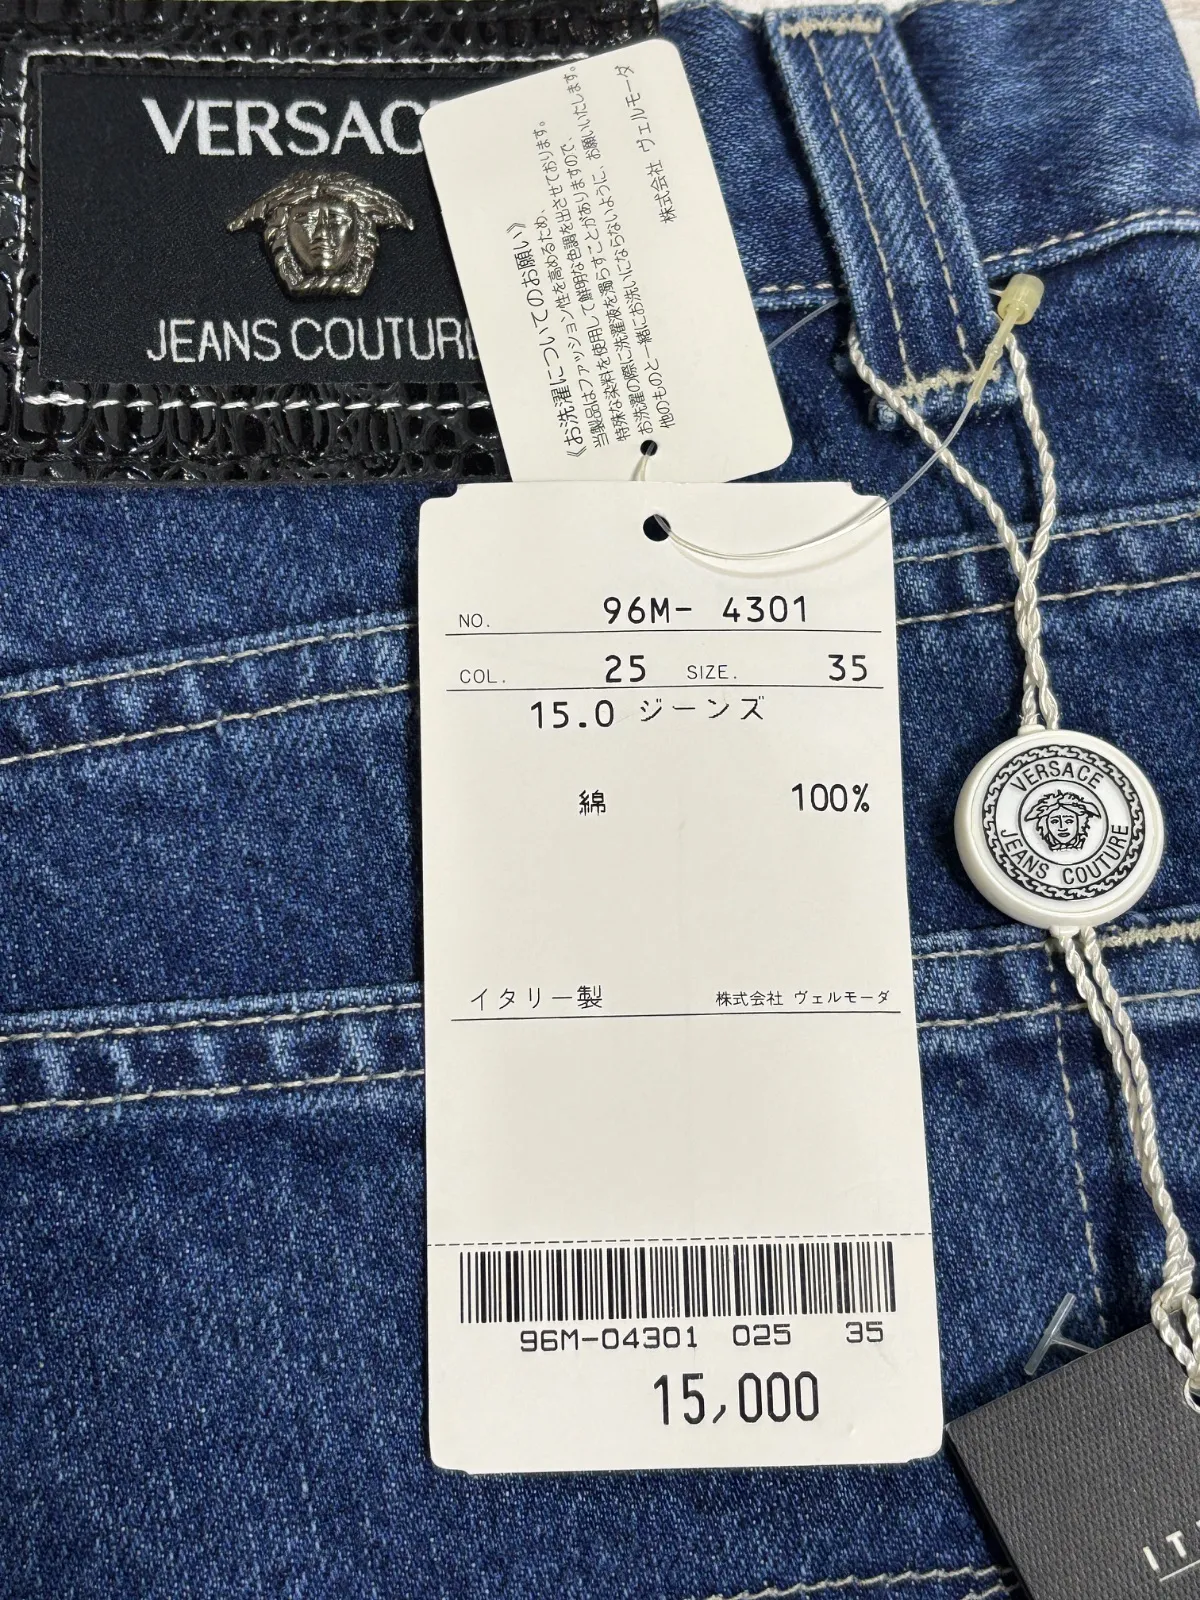 VERSAC
JEANS COUTURE
《お洗濯についてのお願い》
当製品はファッション性を高めるため、
特殊な染料を使用して鮮明な色調を出させております。
お洗濯の際に洗濯液を濁らすことがありますので、
他のものと一緒にお洗いにならないように、お願いいたします。
株式会社 ヴェルモーダ
NO. 96M- 4301
COL. 25 SIZE. 35
15.0 ジーンズ
綿 100%
イタリー製 株式会社 ヴェルモーダ
96M-04301 025 35
15,000
VERSACE
JEANS COUTURE
IT